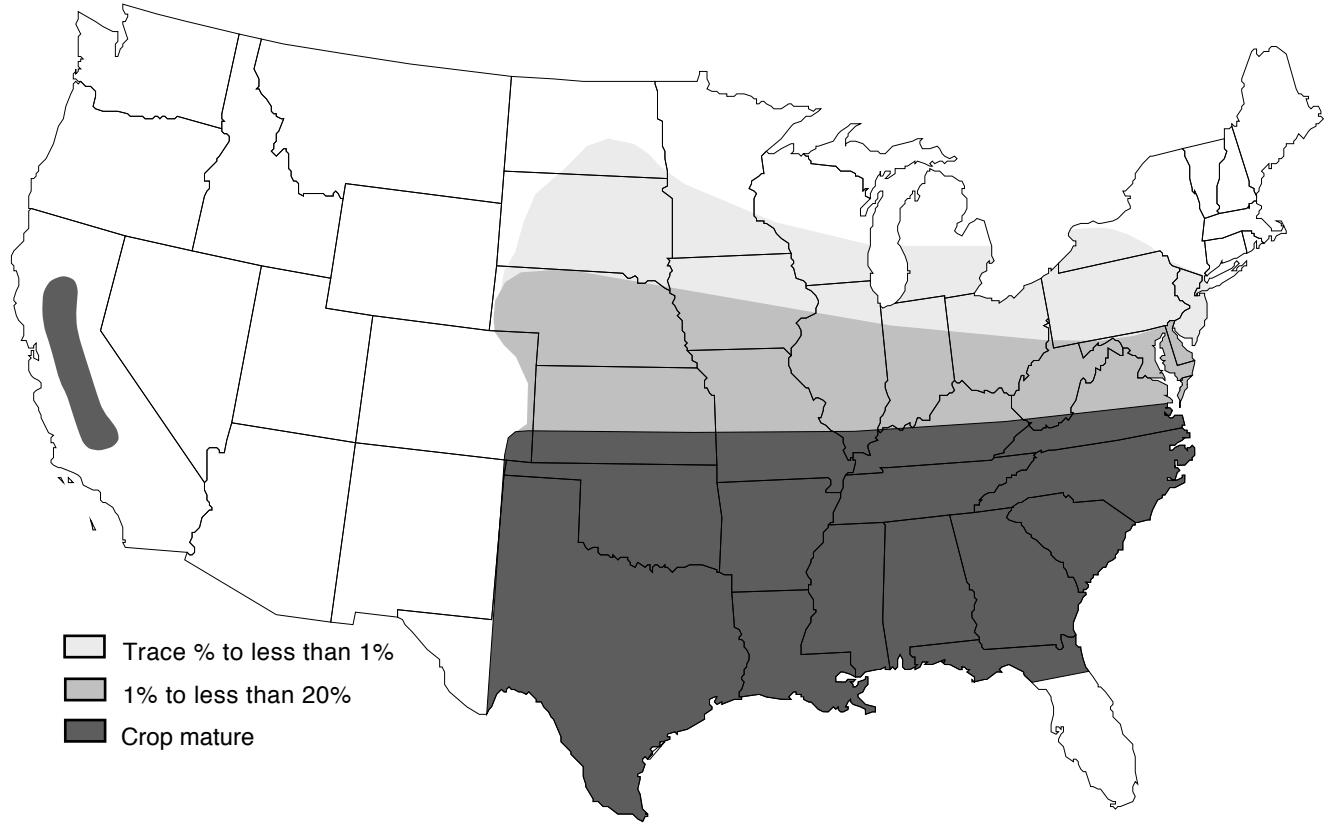 Trace % to less than 1%
1% to less than 20%
Crop mature